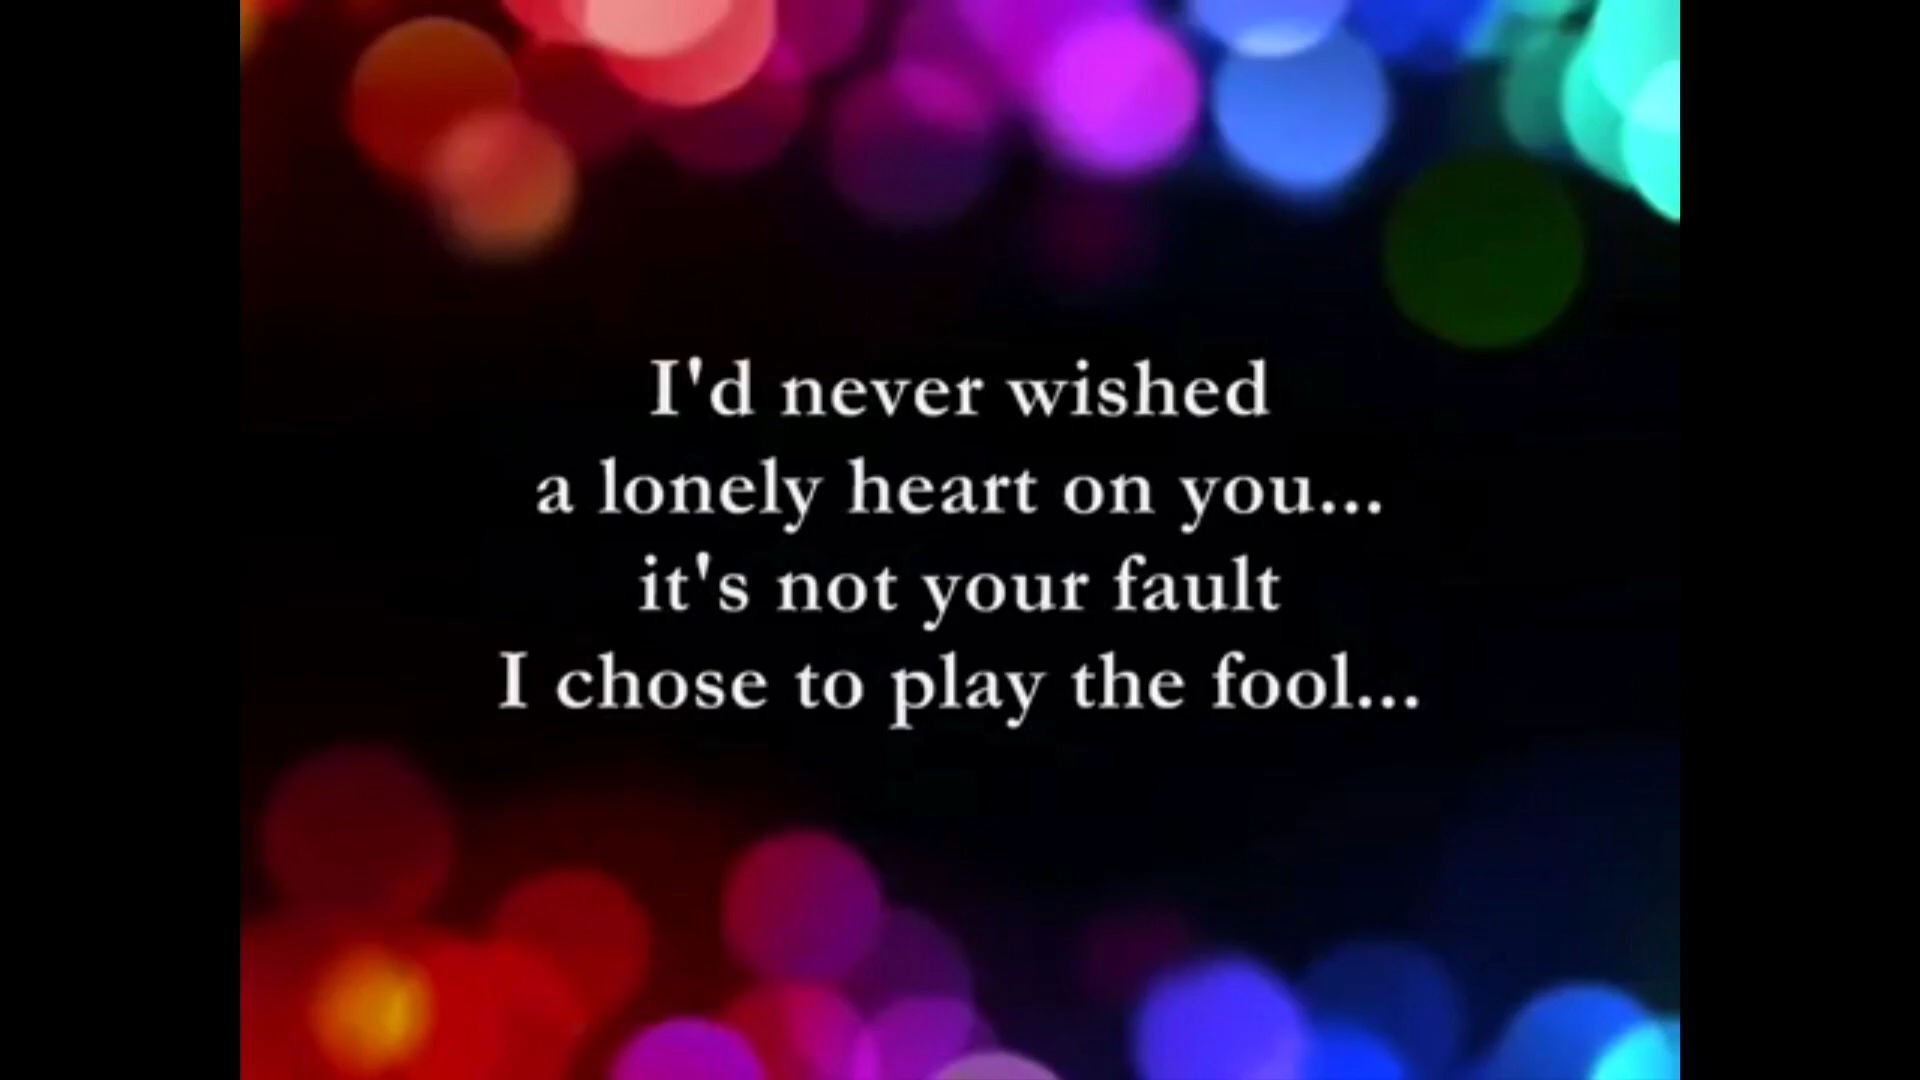 I'd never wished
a lonely heart on you...
it's not your fault
I chose to play the fool...